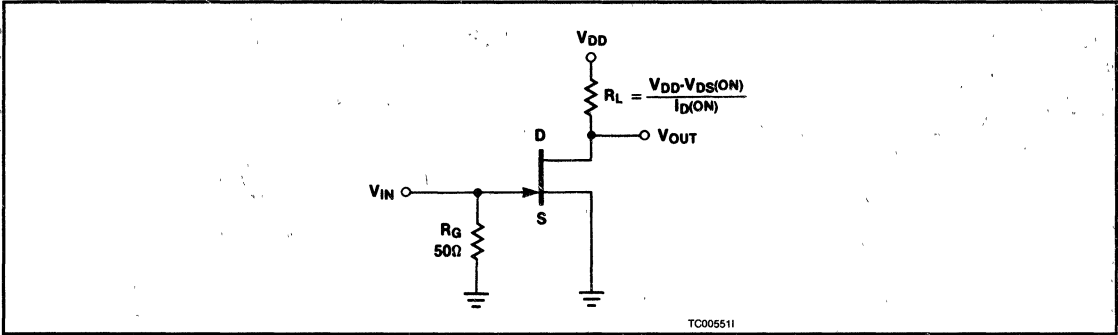 VDD
RL = VDD-VDS(ON)
ID(ON)
D
VOUT
VIN
S
RG
50Ω
TC00551I